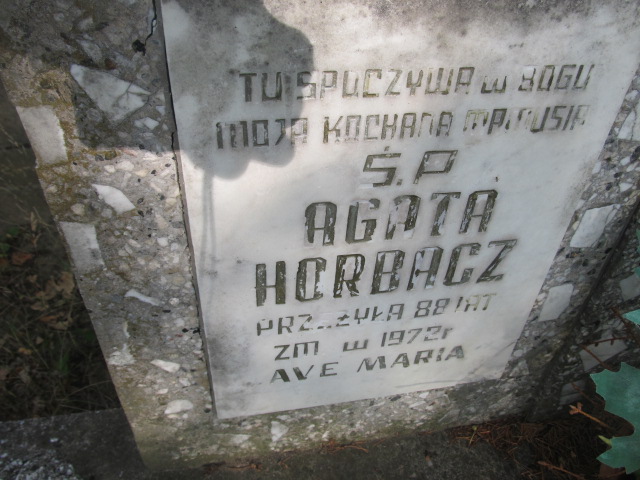 TU SPOCZYWA W BOGU
MOJA KOCHANA MAMUSIA
Ś.P
AGATA
HORBACZ
PRZEŻYŁA 88 LAT
ZM W 1972r
AVE MARIA